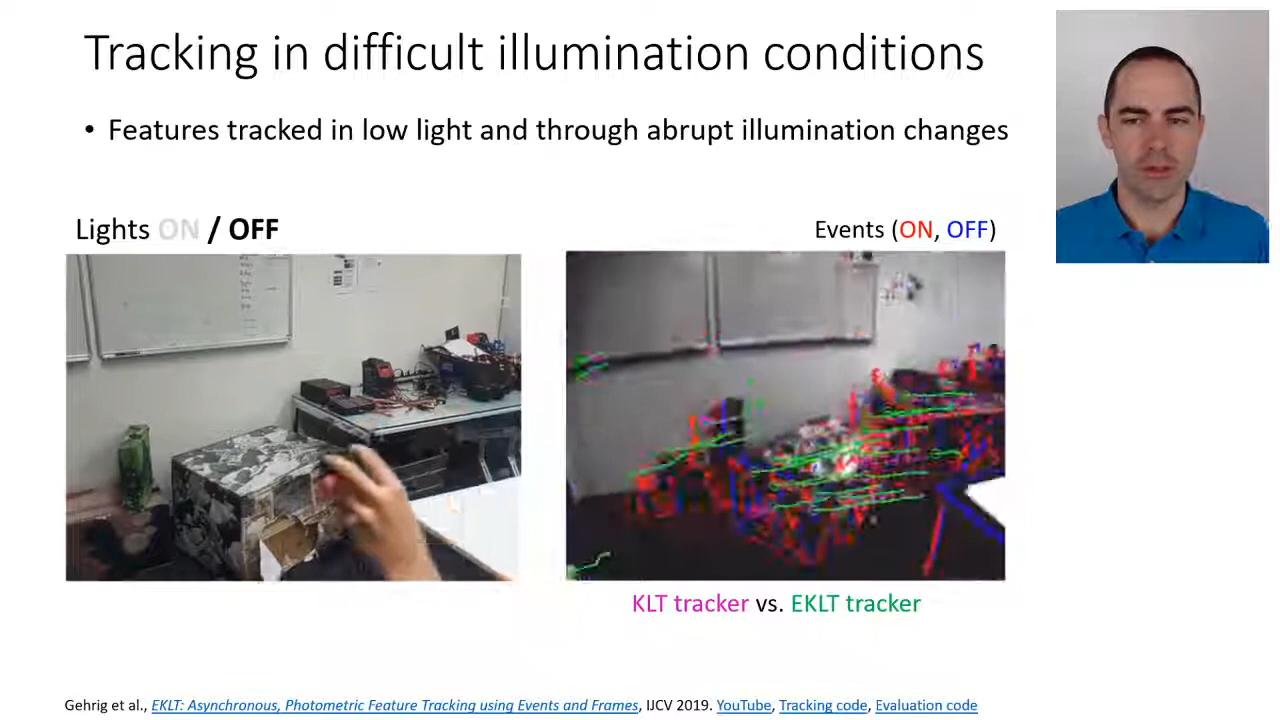 Tracking in difficult illumination conditions
• Features tracked in low light and through abrupt illumination changes
Lights ON / OFF
Events (ON, OFF)
KLT tracker vs. EKLT tracker
Gehrig et al., EKLT: Asynchronous, Photometric Feature Tracking using Events and Frames, IJCV 2019. YouTube, Tracking code, Evaluation code